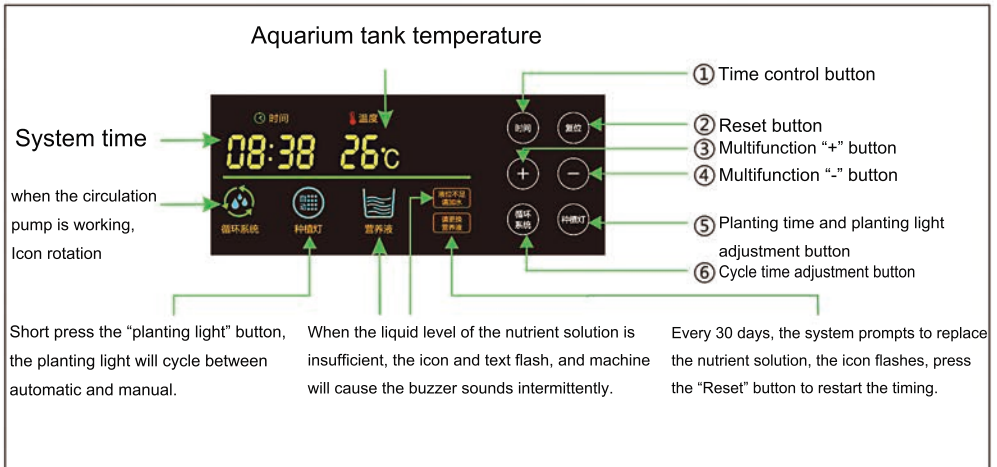 Aquarium tank temperature
① Time control button
② Reset button
③ Multifunction “+” button
④ Multifunction “-” button
⑤ Planting time and planting light
adjustment button
⑥ Cycle time adjustment button
System time
when the circulation
pump is working,
Icon rotation
时间
温度
08:38
26℃
循环系统
种植灯
营养液
液位不足
请加水
请更换
营养液
时间
复位
+
−
循环
系统
种植灯
Short press the “planting light” button,
the planting light will cycle between
automatic and manual.
When the liquid level of the nutrient solution is
insufficient, the icon and text flash, and machine
will cause the buzzer sounds intermittently.
Every 30 days, the system prompts to replace
the nutrient solution, the icon flashes, press
the “Reset” button to restart the timing.